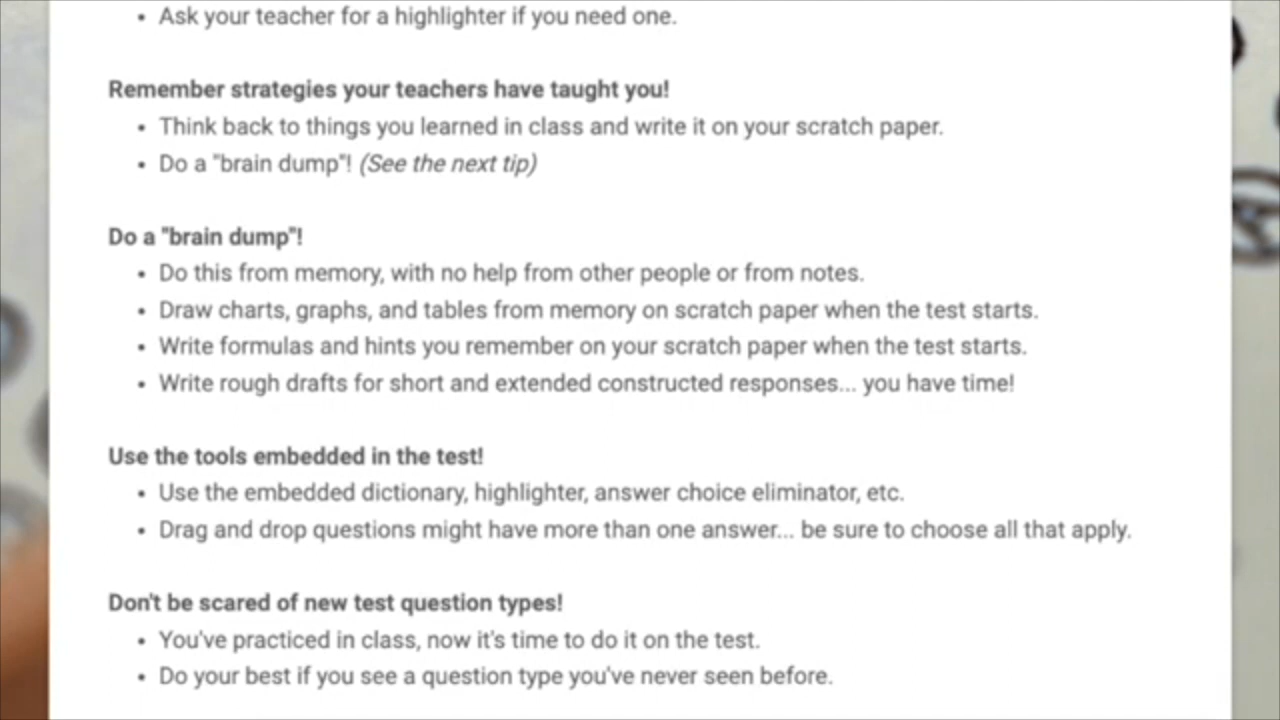 • Ask your teacher for a highlighter if you need one.
Remember strategies your teachers have taught you!
• Think back to things you learned in class and write it on your scratch paper.
• Do a "brain dump"! (See the next tip)
Do a "brain dump"!
• Do this from memory, with no help from other people or from notes.
• Draw charts, graphs, and tables from memory on scratch paper when the test starts.
• Write formulas and hints you remember on your scratch paper when the test starts.
• Write rough drafts for short and extended constructed responses... you have time!
Use the tools embedded in the test!
• Use the embedded dictionary, highlighter, answer choice eliminator, etc.
• Drag and drop questions might have more than one answer... be sure to choose all that apply.
Don't be scared of new test question types!
• You've practiced in class, now it's time to do it on the test.
• Do your best if you see a question type you've never seen before.